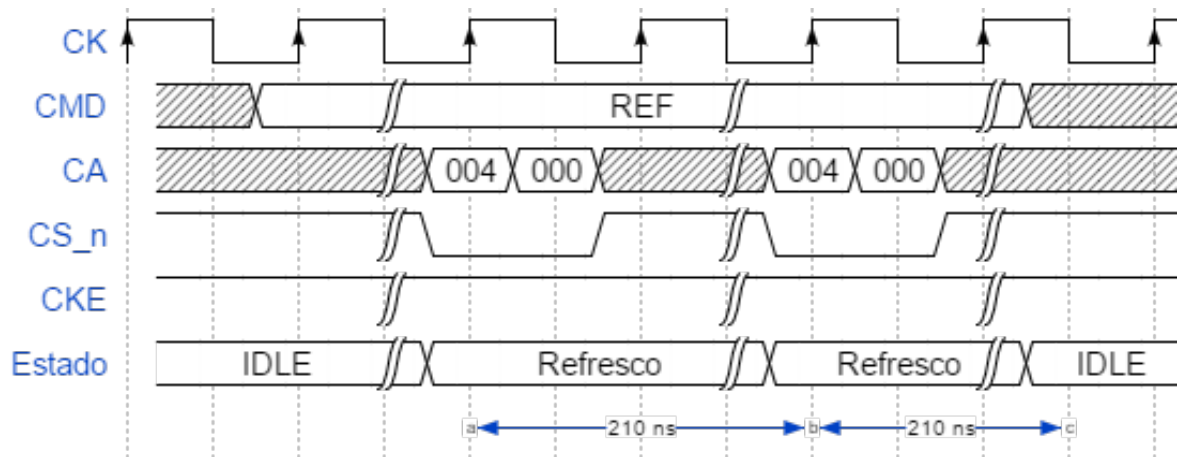 CK
CMD REF
CA 004 000 004 000
CS_n
CKE
Estado IDLE Refresco Refresco IDLE
a 210 ns b 210 ns c